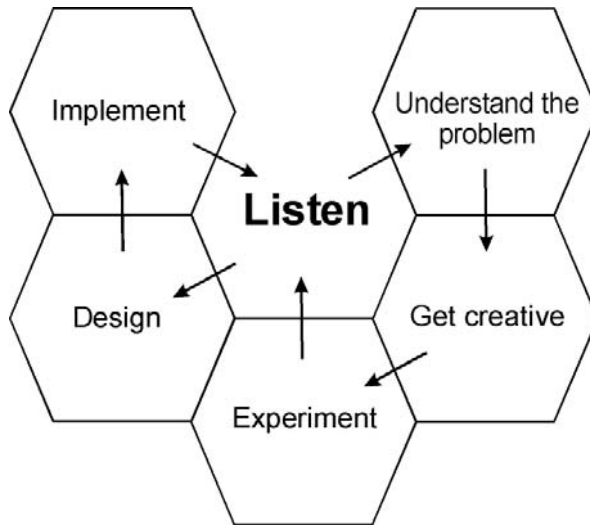 Implement
Understand the
problem
Listen
Design
Get creative
Experiment